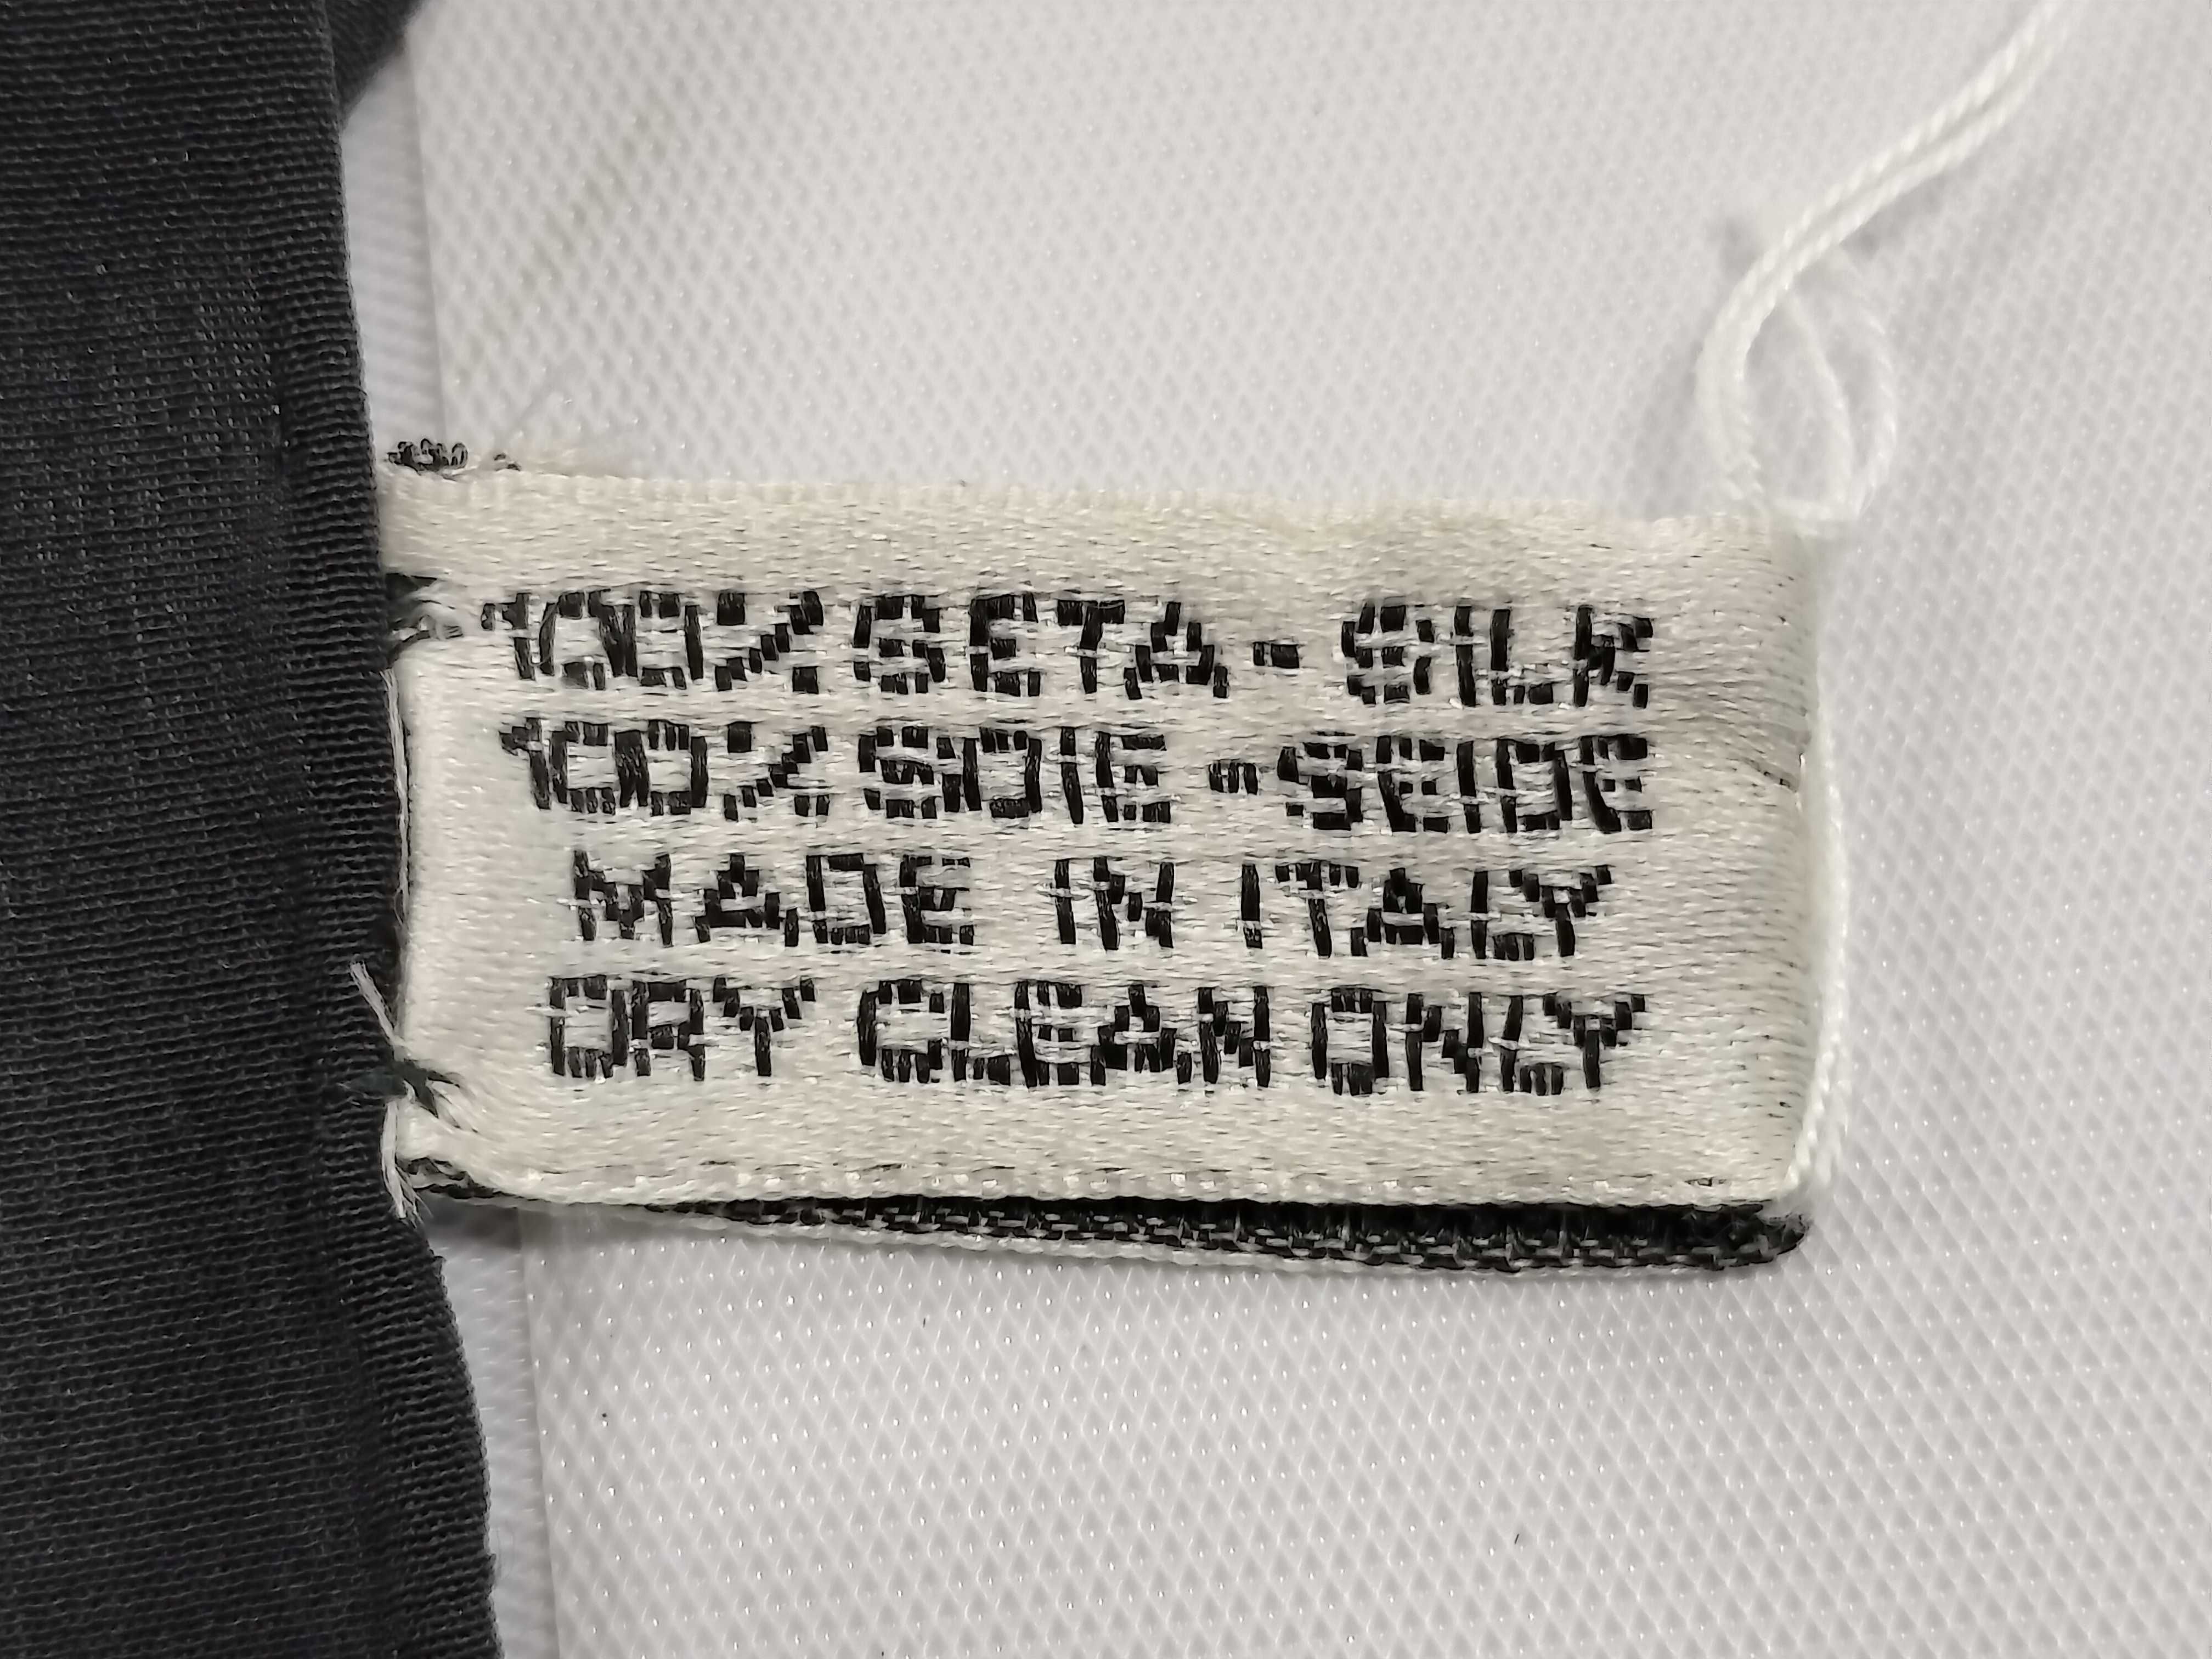 100% SETA - SILK
100% SOIE - SEIDE
MADE IN ITALY
DRY CLEAN ONLY